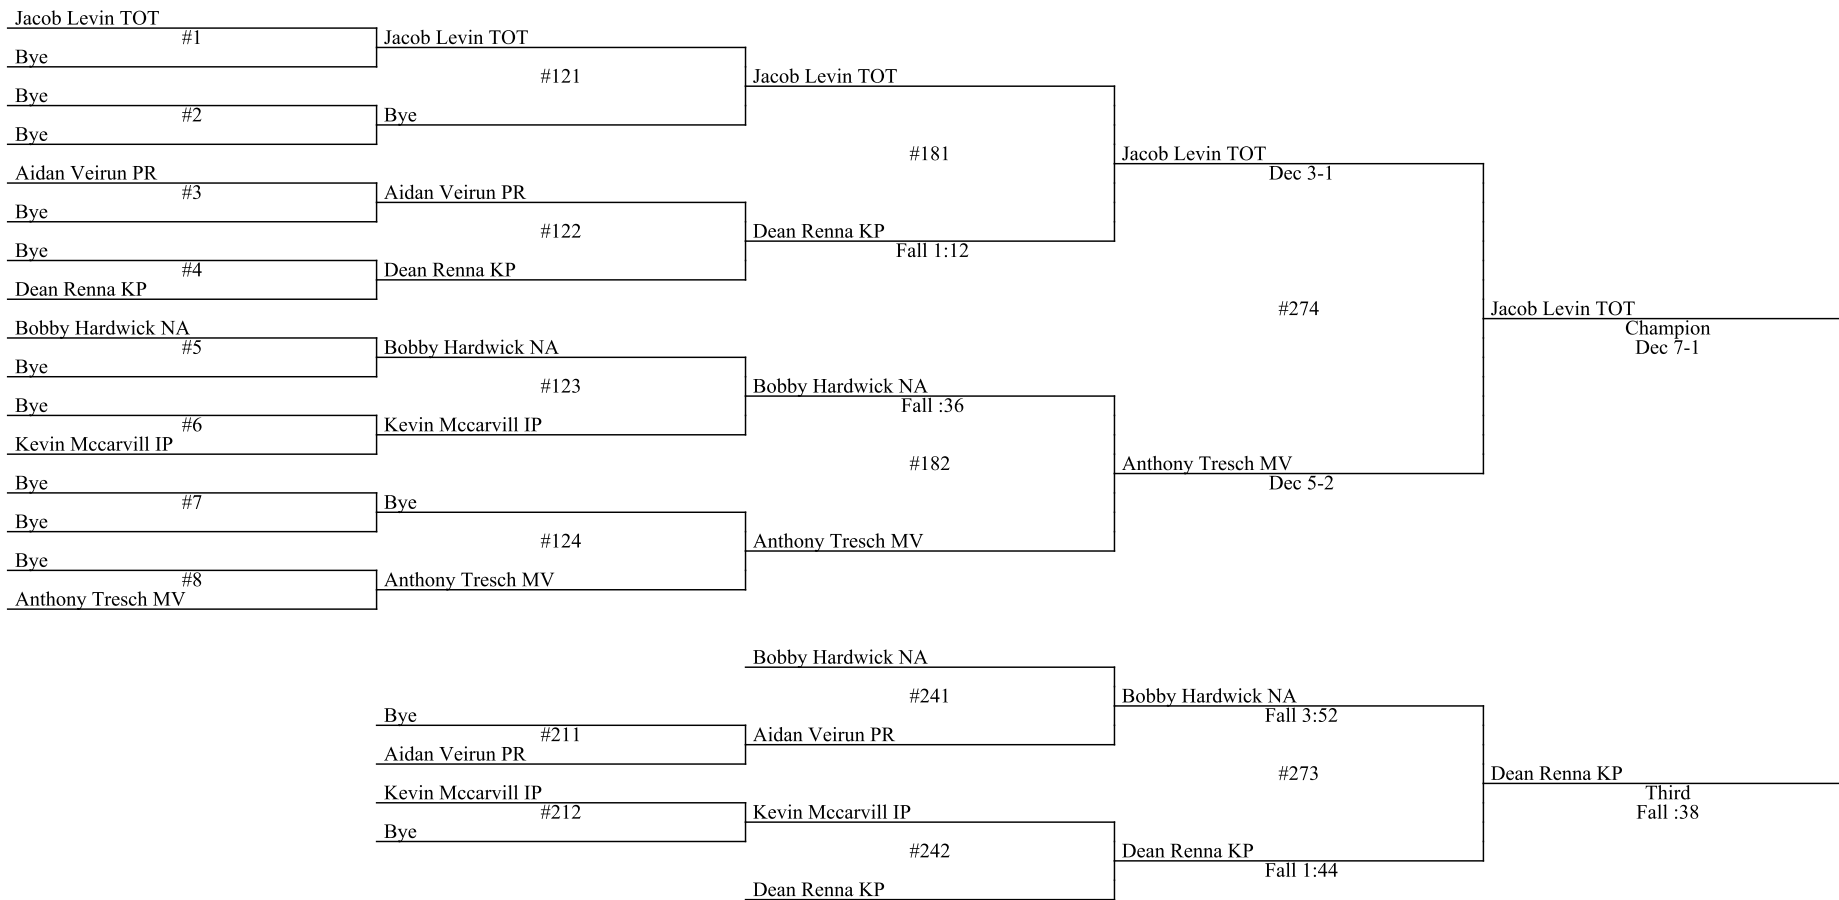 Jacob Levin TOT
#1
Bye
Bye
#2
Bye
Aidan Veirun PR
#3
Bye
Bye
#4
Dean Renna KP
Bobby Hardwick NA
#5
Bye
Bye
#6
Kevin Mccarvill IP
Bye
#7
Bye
Bye
#8
Anthony Tresch MV
Jacob Levin TOT
#121
Bye
Aidan Veirun PR
#122
Dean Renna KP
Bobby Hardwick NA
#123
Kevin Mccarvill IP
Bye
#124
Anthony Tresch MV
Jacob Levin TOT
#181
Dean Renna KP
Fall 1:12
Bobby Hardwick NA
Fall :36
#182
Anthony Tresch MV
Jacob Levin TOT
Dec 3-1
#274
Anthony Tresch MV
Dec 5-2
Jacob Levin TOT
Champion
Dec 7-1
Bye
#211
Aidan Veirun PR
Kevin Mccarvill IP
#212
Bye
Bobby Hardwick NA
#241
Aidan Veirun PR
Kevin Mccarvill IP
#242
Dean Renna KP
Bobby Hardwick NA
Fall 3:52
#273
Dean Renna KP
Fall 1:44
Dean Renna KP
Third
Fall :38